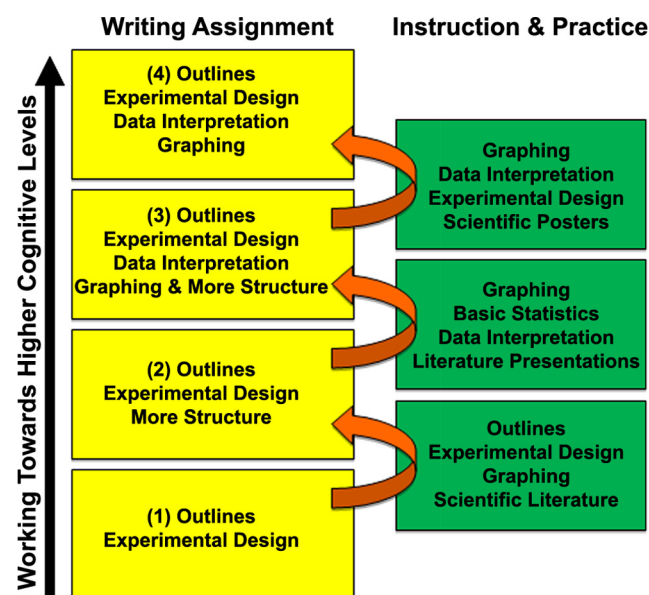 Writing Assignment
Instruction & Practice
Working Towards Higher Cognitive Levels
(4) Outlines
Experimental Design
Data Interpretation
Graphing
Graphing
Data Interpretation
Experimental Design
Scientific Posters
(3) Outlines
Experimental Design
Data Interpretation
Graphing & More Structure
Graphing
Basic Statistics
Data Interpretation
Literature Presentations
(2) Outlines
Experimental Design
More Structure
Outlines
Experimental Design
Graphing
Scientific Literature
(1) Outlines
Experimental Design